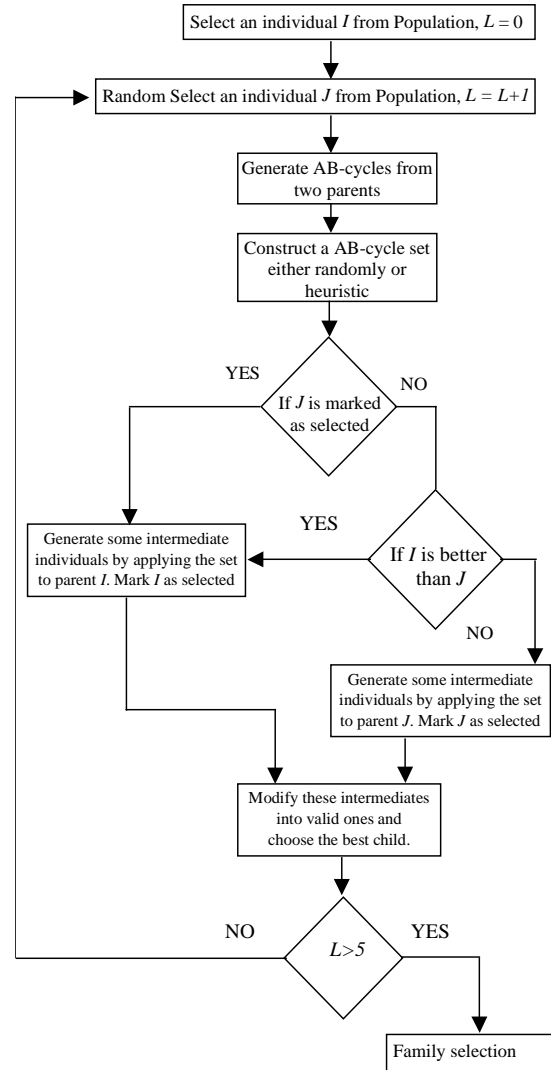 Select an individual I from Population, L = 0
Random Select an individual J from Population, L = L+1
Generate AB-cycles from
two parents
Construct a AB-cycle set
either randomly or
heuristic
YES
NO
If J is marked
as selected
Generate some intermediate
individuals by applying the set
to parent I. Mark I as selected
YES
If I is better
than J
NO
Generate some intermediate
individuals by applying the set
to parent J. Mark J as selected
Modify these intermediates
into valid ones and
choose the best child.
NO
L>5
YES
Family selection